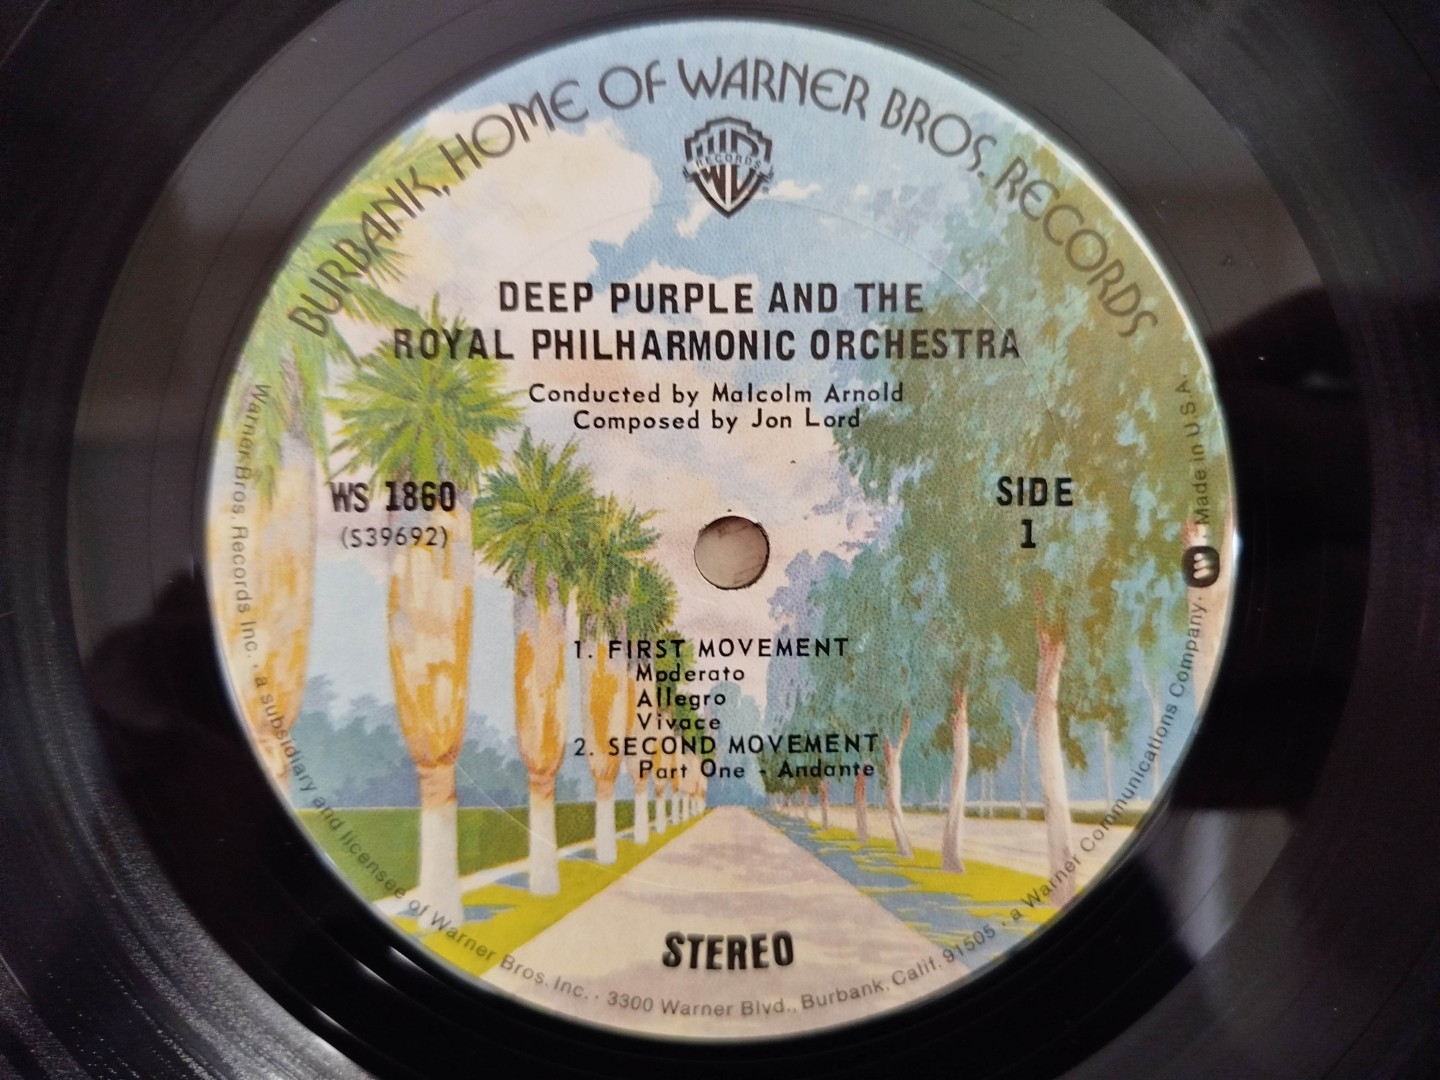 BURBANK, HOME OF WARNER BROS. RECORDS
RECORDS
DEEP PURPLE AND THE
ROYAL PHILHARMONIC ORCHESTRA
Conducted by Malcolm Arnold
Composed by Jon Lord
WS 1860
(S39692)
SIDE
1
1. FIRST MOVEMENT
Moderato
Allegro
Vivace
2. SECOND MOVEMENT
Part One - Andante
STEREO
Warner Bros. Records Inc. · a subsidiary and licensee of Warner Bros. Inc. · 3300 Warner Blvd., Burbank, Calif. 91505 · a Warner Communications Company. · Made in U.S.A.